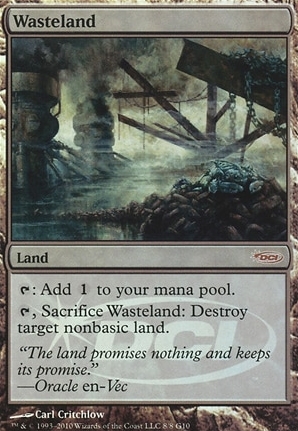 Wasteland
Land
DCI
: Add 1 to your mana pool.
, Sacrifice Wasteland: Destroy
target nonbasic land.
DCI
“The land promises nothing and keeps
its promise.”
—Oracle en-Vec
Carl Critchlow
™ & © 1993–2010 Wizards of the Coast LLC 8/8 G10